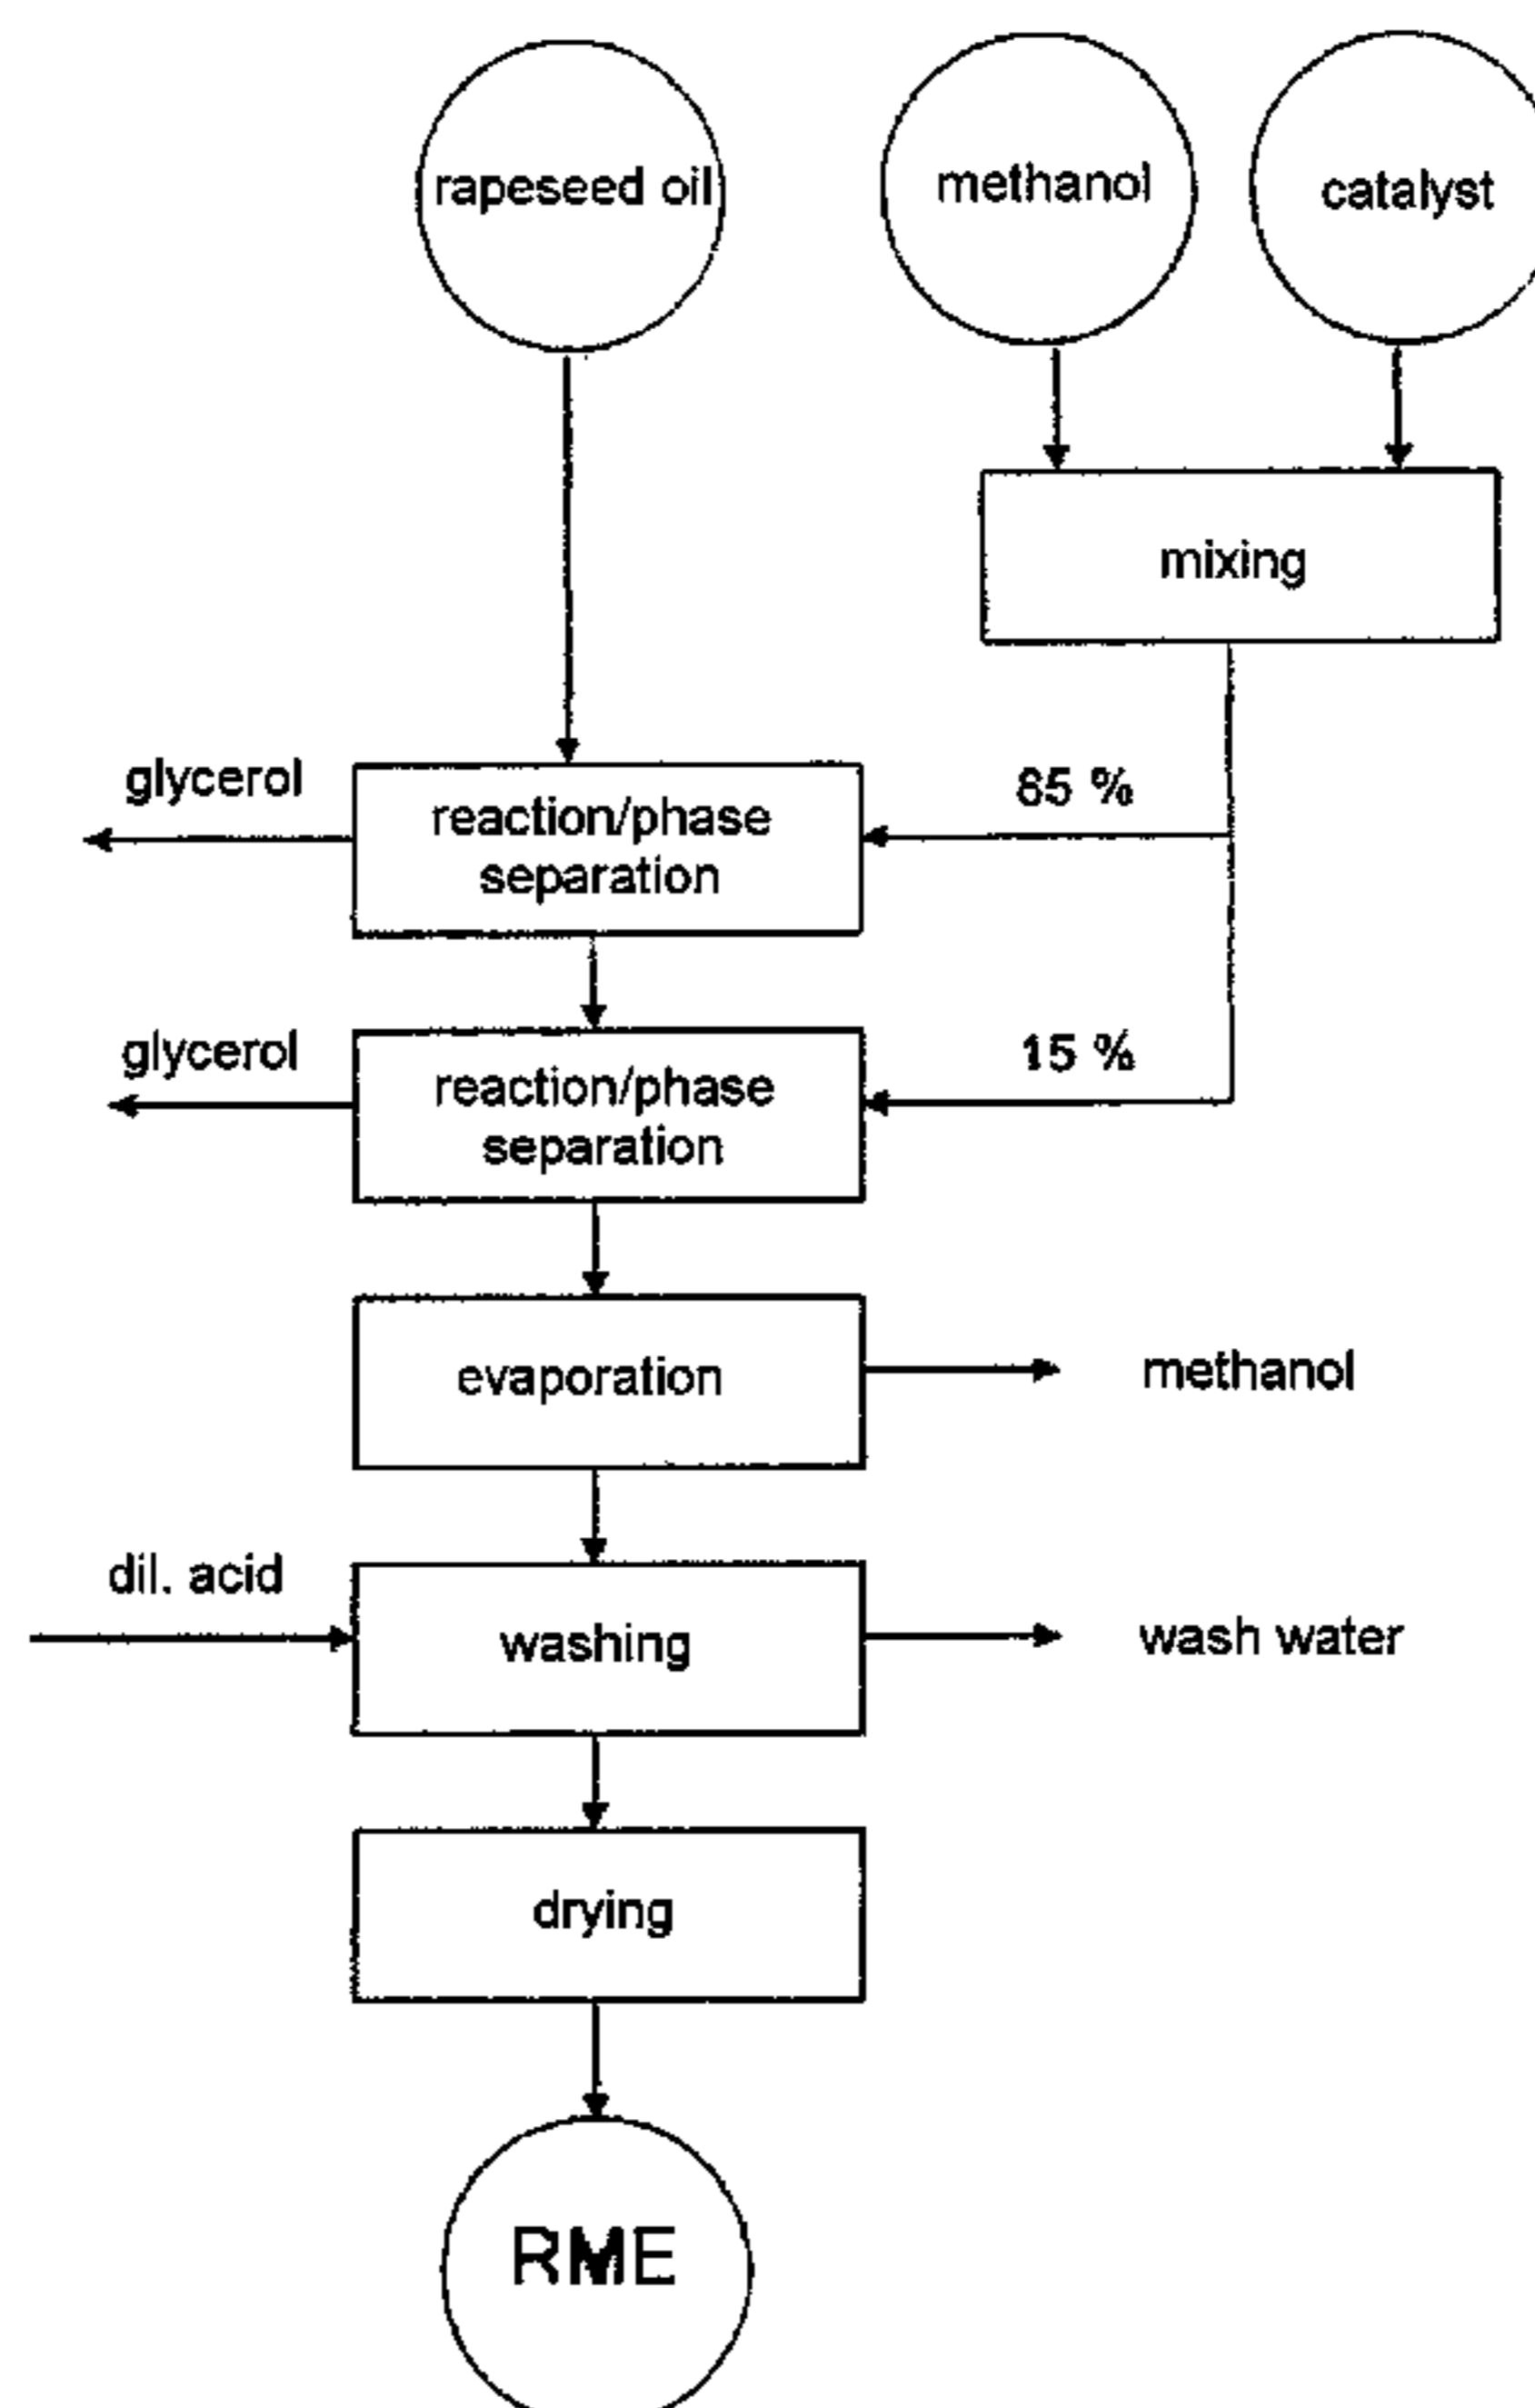 rapeseed oil
methanol
catalyst
mixing
glycerol
reaction/phase
separation
85 %
glycerol
reaction/phase
separation
15 %
evaporation
methanol
dil. acid
washing
wash water
drying
RME